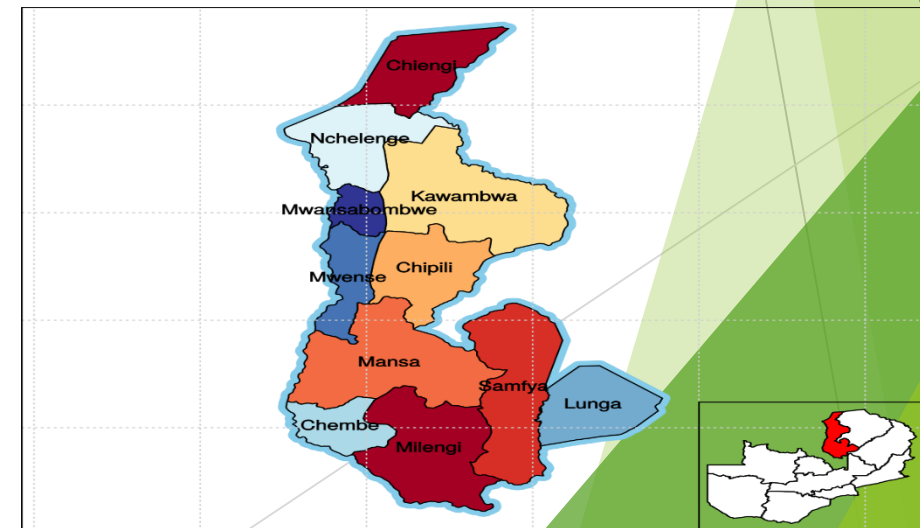 Chiengi
Nchelenge
Kawambwa
Mwansabombwe
Chipili
Mwense
Mansa
Samfya
Lunga
Chembe
Milengi